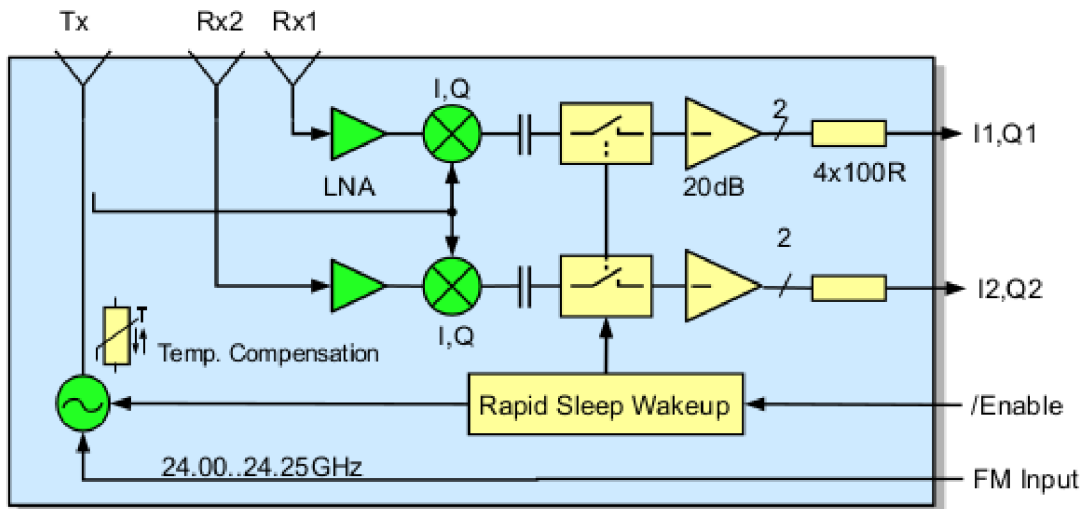 Tx
Rx2
Rx1
I,Q
2
I1,Q1
LNA
20dB
4x100R
2
I2,Q2
I,Q
T
Temp. Compensation
Rapid Sleep Wakeup
/Enable
24.00..24.25GHz
FM Input